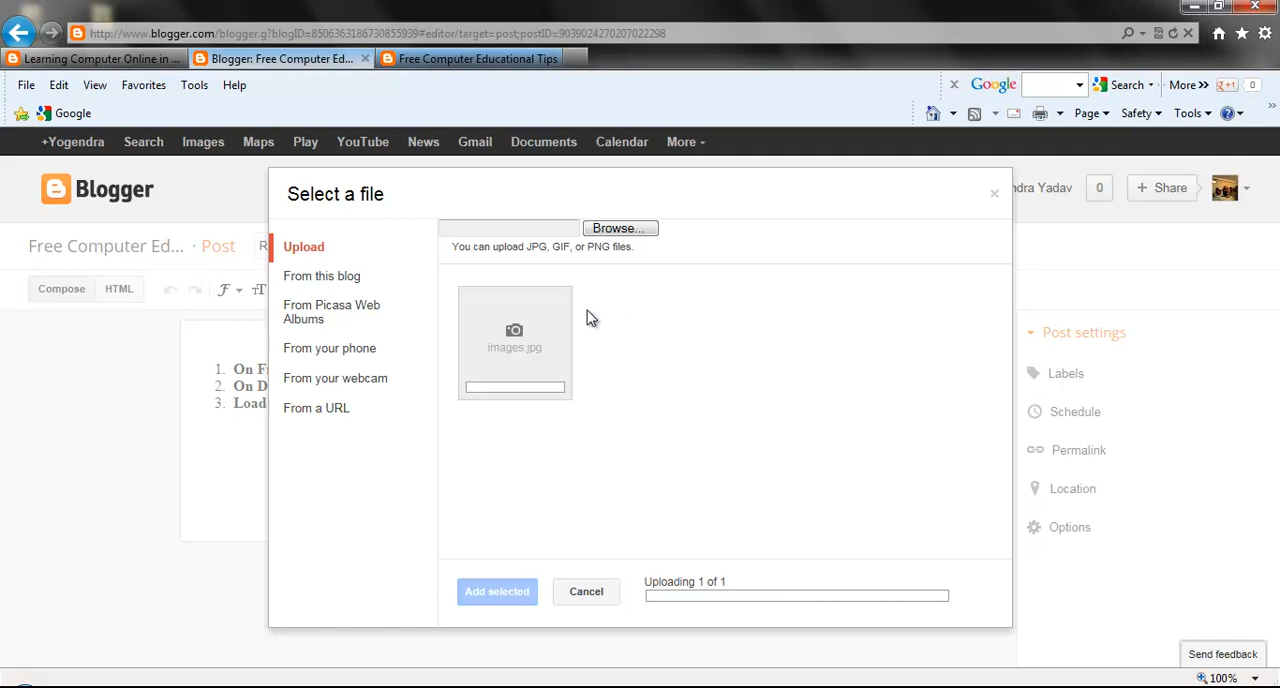 http://www.blogger.com/blogger.g?blogID=8506363186730855939#editor/target=post;postID=9039024270207022298
Learning Computer Online in ...
Blogger: Free Computer Ed...
Free Computer Educational Tips
File Edit View Favorites Tools Help
Google Search More » +1 0
Google
Page Safety Tools
+Yogendra Search Images Maps Play YouTube News Gmail Documents Calendar More
Blogger
ndra Yadav 0 + Share
Select a file
Free Computer Ed... · Post
Browse...
You can upload JPG, GIF, or PNG files.
Upload
From this blog
From Picasa Web
Albums
From your phone
From your webcam
From a URL
Compose HTML
images.jpg
1. On F
2. On D
3. Load
Post settings
Labels
Schedule
Permalink
Location
Options
Uploading 1 of 1
Add selected Cancel
Send feedback
100%